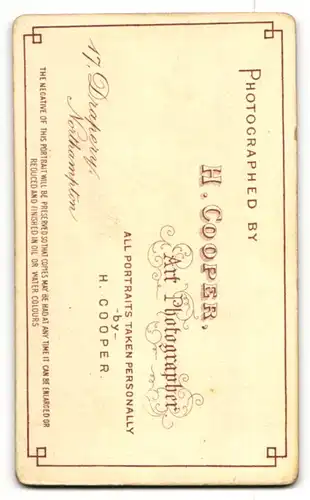 PHOTOGRAPHED BY
H. COOPER,
Art Photographer,
ALL PORTRAITS TAKEN PERSONALLY
-by-
H. COOPER.
17, Drapery,
Northampton
THE NEGATIVE OF THIS PORTRAIT WILL BE PRESERVED SO THAT COPIES MAY BE HAD AT ANY TIME IT CAN BE ENLARGED OR
REDUCED AND FINISHED IN OIL OR WATER COLOURS